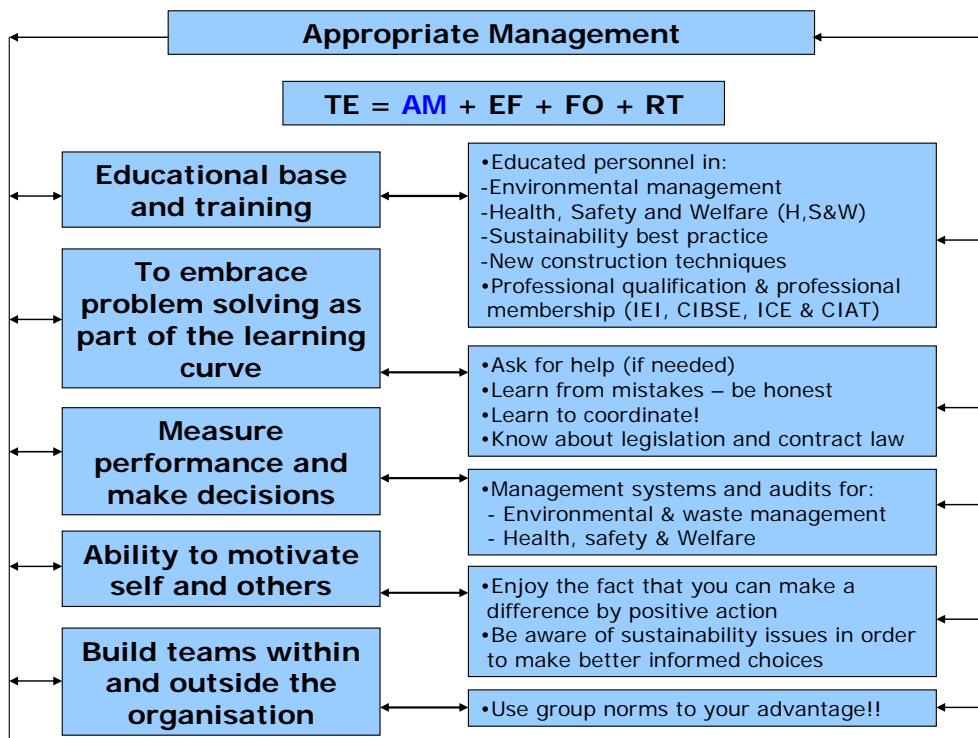 Appropriate Management
TE = AM + EF + FO + RT
Educational base
and training
•Educated personnel in:
-Environmental management
-Health, Safety and Welfare (H,S&W)
-Sustainability best practice
-New construction techniques
•Professional qualification & professional
membership (IEI, CIBSE, ICE & CIAT)
To embrace
problem solving as
part of the learning
curve
•Ask for help (if needed)
•Learn from mistakes – be honest
•Learn to coordinate!
•Know about legislation and contract law
Measure
performance and
make decisions
•Management systems and audits for:
- Environmental & waste management
- Health, safety & Welfare
Ability to motivate
self and others
•Enjoy the fact that you can make a
difference by positive action
•Be aware of sustainability issues in order
to make better informed choices
Build teams within
and outside the
organisation
•Use group norms to your advantage!!